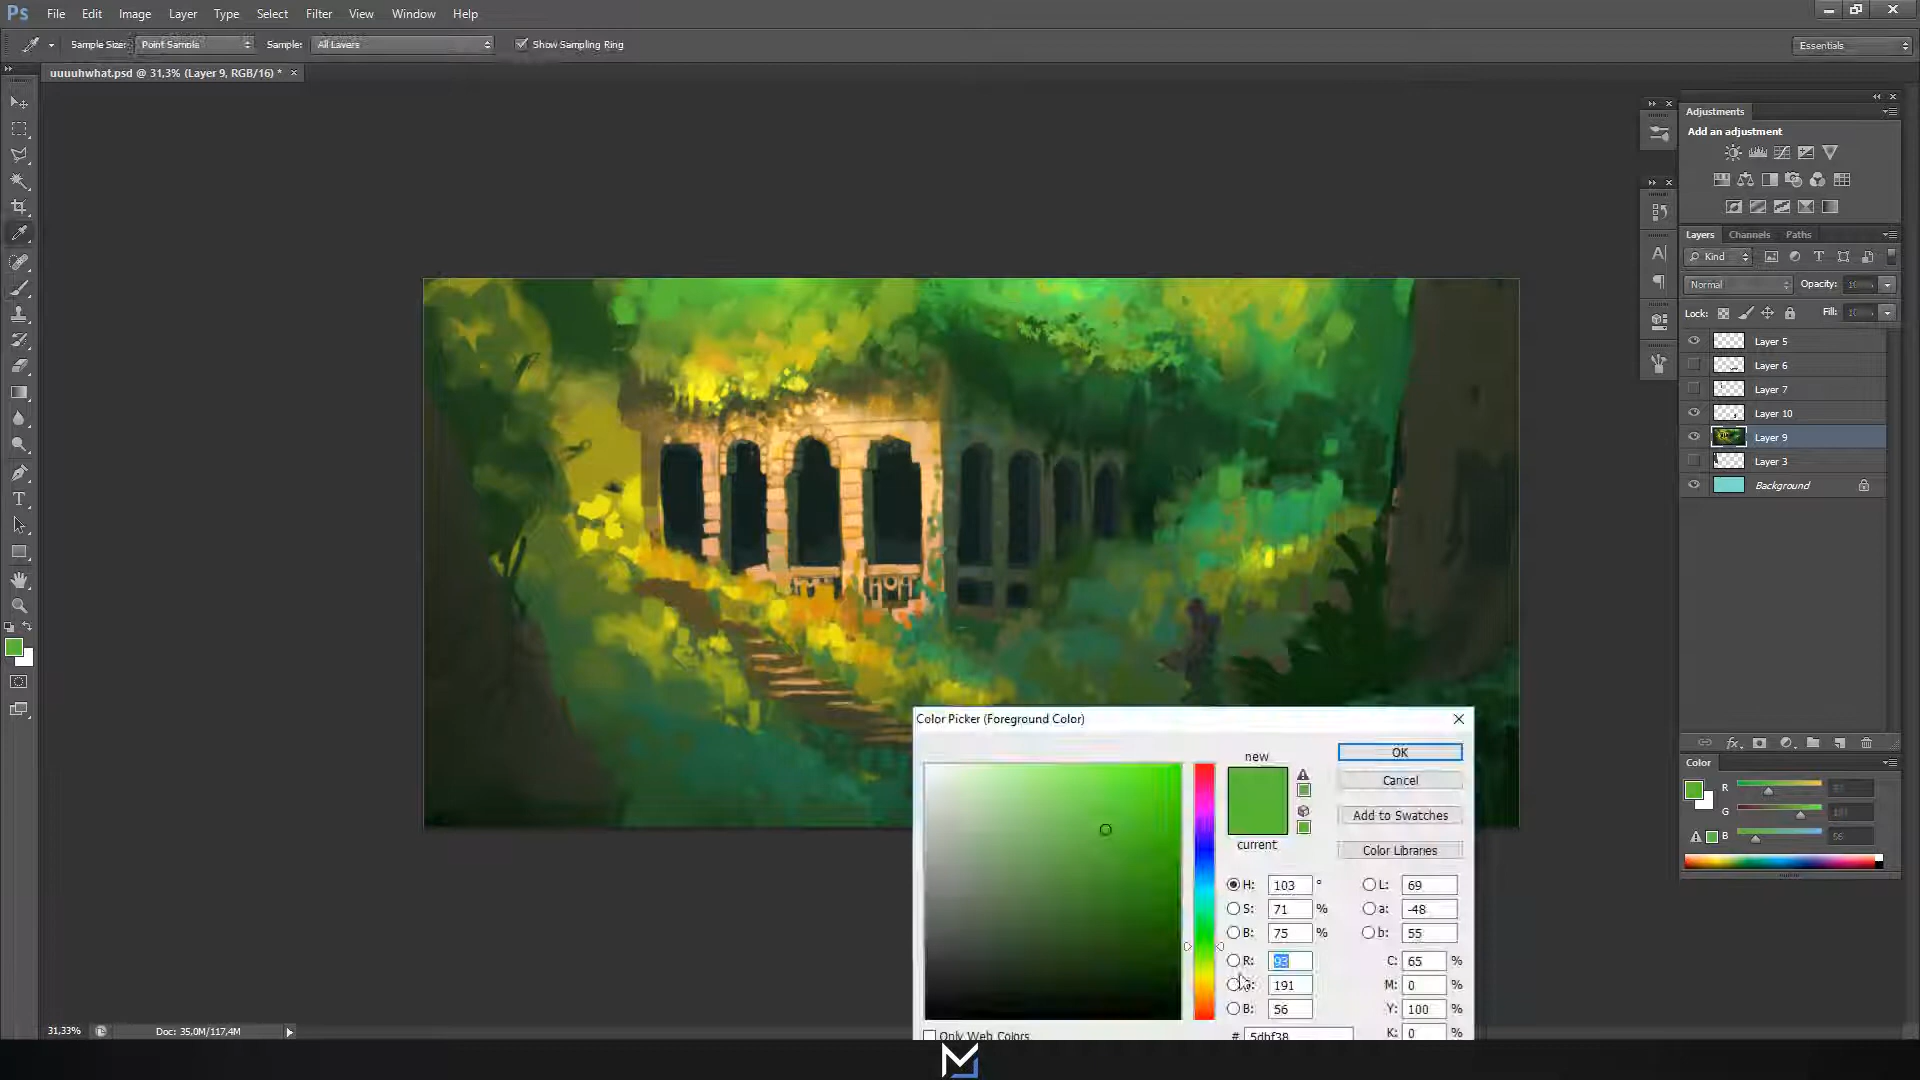 Ps File Edit Image Layer Type Select Filter View Window Help
Sample Size: Point Sample Sample: All Layers Show Sampling Ring Essentials
uuuuhwhat.psd @ 31,3% (Layer 9, RGB/16) * ×
Adjustments
Add an adjustment
Layers Channels Paths
Kind
Normal Opacity:
Lock: Fill:
Layer 5
Layer 6
Layer 7
Layer 10
Layer 9
Layer 3
Background
Color
R
G
B 56
Color Picker (Foreground Color)
new
OK
Cancel
Add to Swatches
current
Color Libraries
H: 103 ° L: 69
S: 71 % a: -48
B: 75 % b: 55
R: 93 C: 65 %
G: 191 M: 0 %
B: 56 Y: 100 %
Only Web Colors # 5dbf38 K: 0 %
31,33% Doc: 35,0M/117,4M